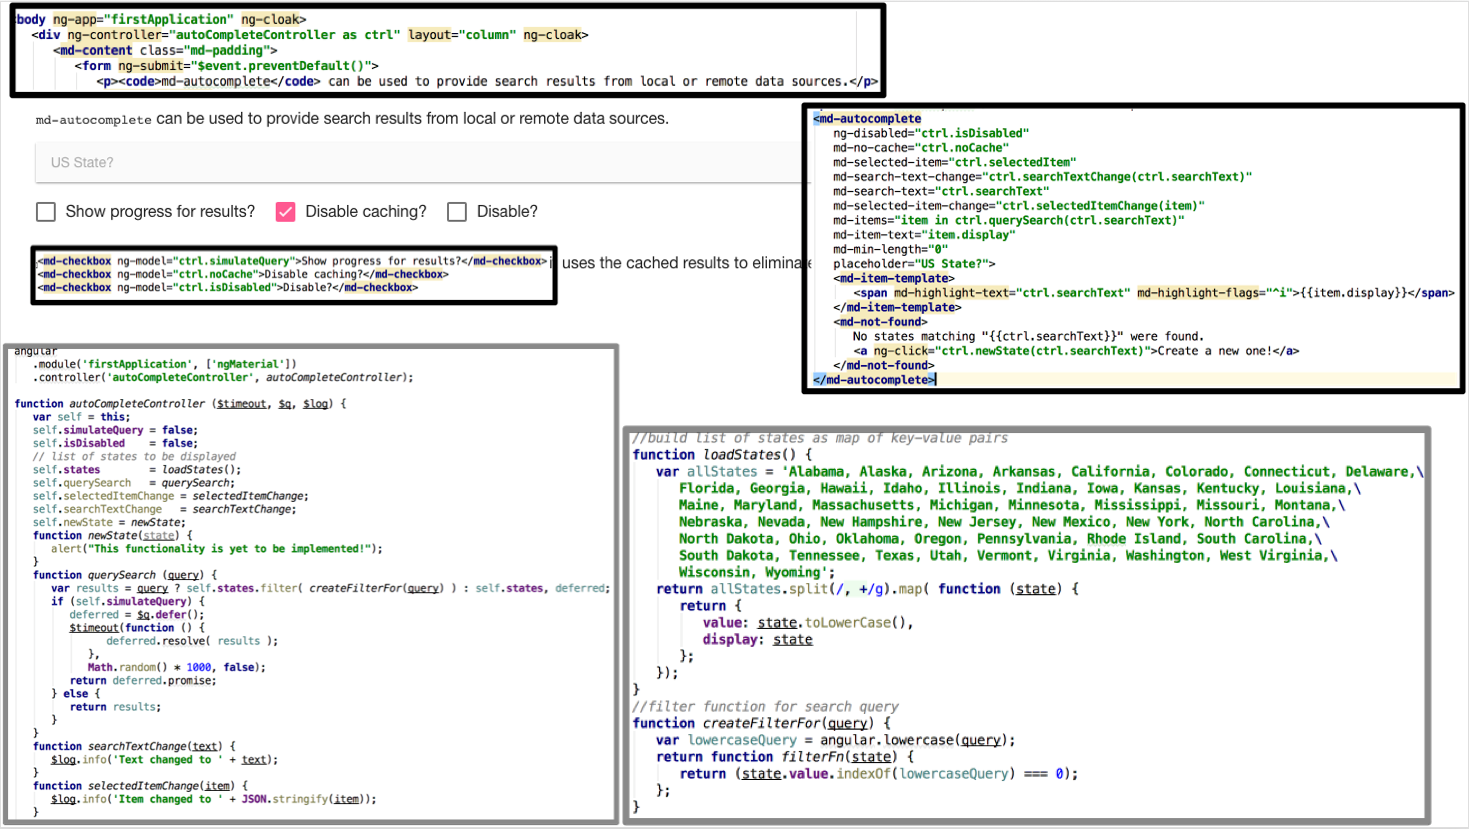 <body ng-app="firstApplication" ng-cloak>
<div ng-controller="autoCompleteController as ctrl" layout="column" ng-cloak>
<md-content class="md-padding">
<form ng-submit="$event.preventDefault()">
<p><code>md-autocomplete</code> can be used to provide search results from local or remote data sources.</p>
md-autocomplete can be used to provide search results from local or remote data sources.
US State?
Show progress for results? Disable caching? Disable?
<md-checkbox ng-model="ctrl.simulateQuery">Show progress for results?</md-checkbox>
<md-checkbox ng-model="ctrl.noCache">Disable caching?</md-checkbox>
<md-checkbox ng-model="ctrl.isDisabled">Disable?</md-checkbox>
uses the cached results to eliminate
<md-autocomplete
ng-disabled="ctrl.isDisabled"
md-no-cache="ctrl.noCache"
md-selected-item="ctrl.selectedItem"
md-search-text-change="ctrl.searchTextChange(ctrl.searchText)"
md-search-text="ctrl.searchText"
md-selected-item-change="ctrl.selectedItemChange(item)"
md-items="item in ctrl.querySearch(ctrl.searchText)"
md-item-text="item.display"
md-min-length="0"
placeholder="US State?">
<md-item-template>
<span md-highlight-text="ctrl.searchText" md-highlight-flags="^i">{{item.display}}</span>
</md-item-template>
<md-not-found>
No states matching "{{ctrl.searchText}}" were found.
<a ng-click="ctrl.newState(ctrl.searchText)">Create a new one!</a>
</md-not-found>
</md-autocomplete>
angular
.module('firstApplication', ['ngMaterial'])
.controller('autoCompleteController', autoCompleteController);
function autoCompleteController ($timeout, $q, $log) {
var self = this;
self.simulateQuery = false;
self.isDisabled    = false;
// list of states to be displayed
self.states        = loadStates();
self.querySearch   = querySearch;
self.selectedItemChange = selectedItemChange;
self.searchTextChange   = searchTextChange;
self.newState = newState;
function newState(state) {
alert("This functionality is yet to be implemented!");
}
function querySearch (query) {
var results = query ? self.states.filter( createFilterFor(query) ) : self.states, deferred;
if (self.simulateQuery) {
deferred = $q.defer();
$timeout(function () {
deferred.resolve( results );
},
Math.random() * 1000, false);
return deferred.promise;
} else {
return results;
}
}
function searchTextChange(text) {
$log.info('Text changed to ' + text);
}
function selectedItemChange(item) {
$log.info('Item changed to ' + JSON.stringify(item));
}
//build list of states as map of key-value pairs
function loadStates() {
var allStates = 'Alabama, Alaska, Arizona, Arkansas, California, Colorado, Connecticut, Delaware,\
Florida, Georgia, Hawaii, Idaho, Illinois, Indiana, Iowa, Kansas, Kentucky, Louisiana,\
Maine, Maryland, Massachusetts, Michigan, Minnesota, Mississippi, Missouri, Montana,\
Nebraska, Nevada, New Hampshire, New Jersey, New Mexico, New York, North Carolina,\
North Dakota, Ohio, Oklahoma, Oregon, Pennsylvania, Rhode Island, South Carolina,\
South Dakota, Tennessee, Texas, Utah, Vermont, Virginia, Washington, West Virginia,\
Wisconsin, Wyoming';
return allStates.split(/, +/g).map( function (state) {
return {
value: state.toLowerCase(),
display: state
};
});
}
//filter function for search query
function createFilterFor(query) {
var lowercaseQuery = angular.lowercase(query);
return function filterFn(state) {
return (state.value.indexOf(lowercaseQuery) === 0);
};
}